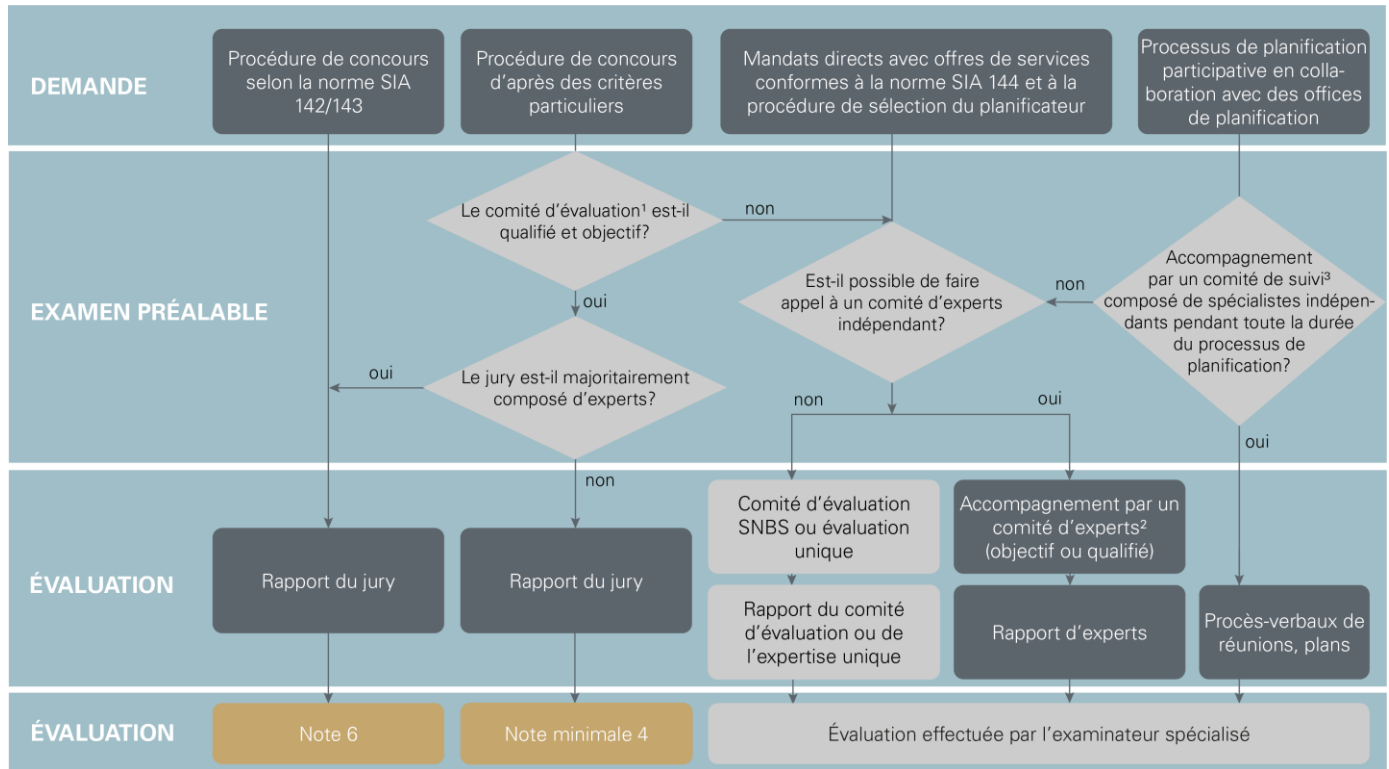 DEMANDE
Procédure de concours
selon la norme SIA
142/143
Procédure de concours
d'après des critères
particuliers
Mandats directs avec offres de services
conformes à la norme SIA 144 et à la
procédure de sélection du planificateur
Processus de planification
participative en colla-
boration avec des offices
de planification
EXAMEN PRÉALABLE
Le comité d'évaluation¹ est-il
qualifié et objectif?
non
oui
Le jury est-il majoritairement
composé d'experts?
oui
non
Est-il possible de faire
appel à un comité d'experts
indépendant?
non
oui
Accompagnement
par un comité de suivi³
composé de spécialistes indépen-
dants pendant toute la durée
du processus de
planification?
non
oui
ÉVALUATION
Rapport du jury
Rapport du jury
Comité d'évaluation
SNBS ou évaluation
unique
Rapport du comité
d'évaluation ou de
l'expertise unique
Accompagnement par un
comité d'experts²
(objectif ou qualifié)
Rapport d'experts
Procès-verbaux de
réunions, plans
ÉVALUATION
Note 6
Note minimale 4
Évaluation effectuée par l'examinateur spécialisé